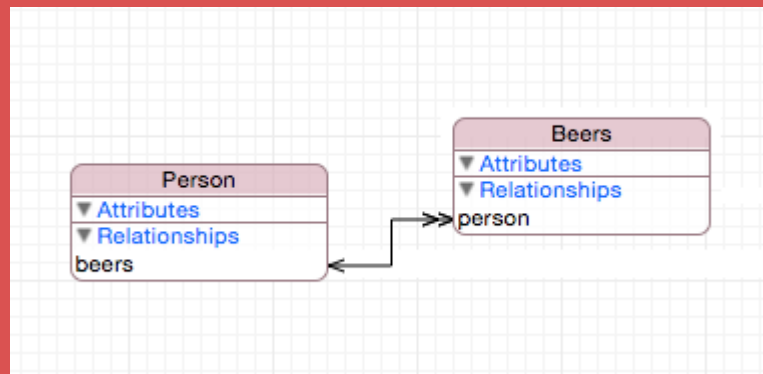 Person
Attributes
Relationships
beers
Beers
Attributes
Relationships
person